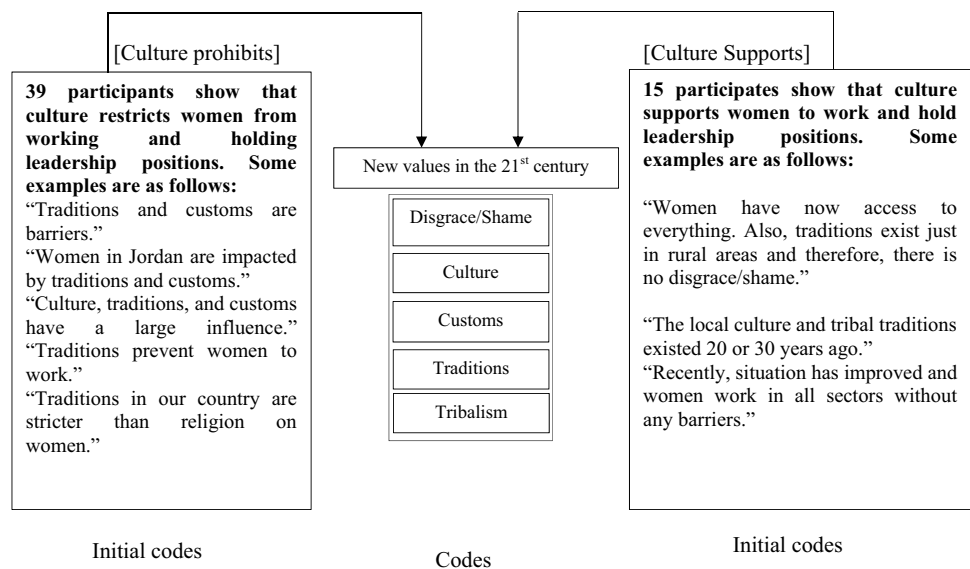 [Culture prohibits]
39 participants show that
culture restricts women from
working and holding
leadership positions. Some
examples are as follows:
“Traditions and customs are
barriers.”
“Women in Jordan are impacted
by traditions and customs.”
“Culture, traditions, and customs
have a large influence.”
“Traditions prevent women to
work.”
“Traditions in our country are
stricter than religion on
women.”
Initial codes
New values in the 21st century
Disgrace/Shame
Culture
Customs
Traditions
Tribalism
Codes
[Culture Supports]
15 participates show that culture
supports women to work and hold
leadership positions. Some
examples are as follows:
“Women have now access to
everything. Also, traditions exist just
in rural areas and therefore, there is
no disgrace/shame.”
“The local culture and tribal traditions
existed 20 or 30 years ago.”
“Recently, situation has improved and
women work in all sectors without
any barriers.”
Initial codes